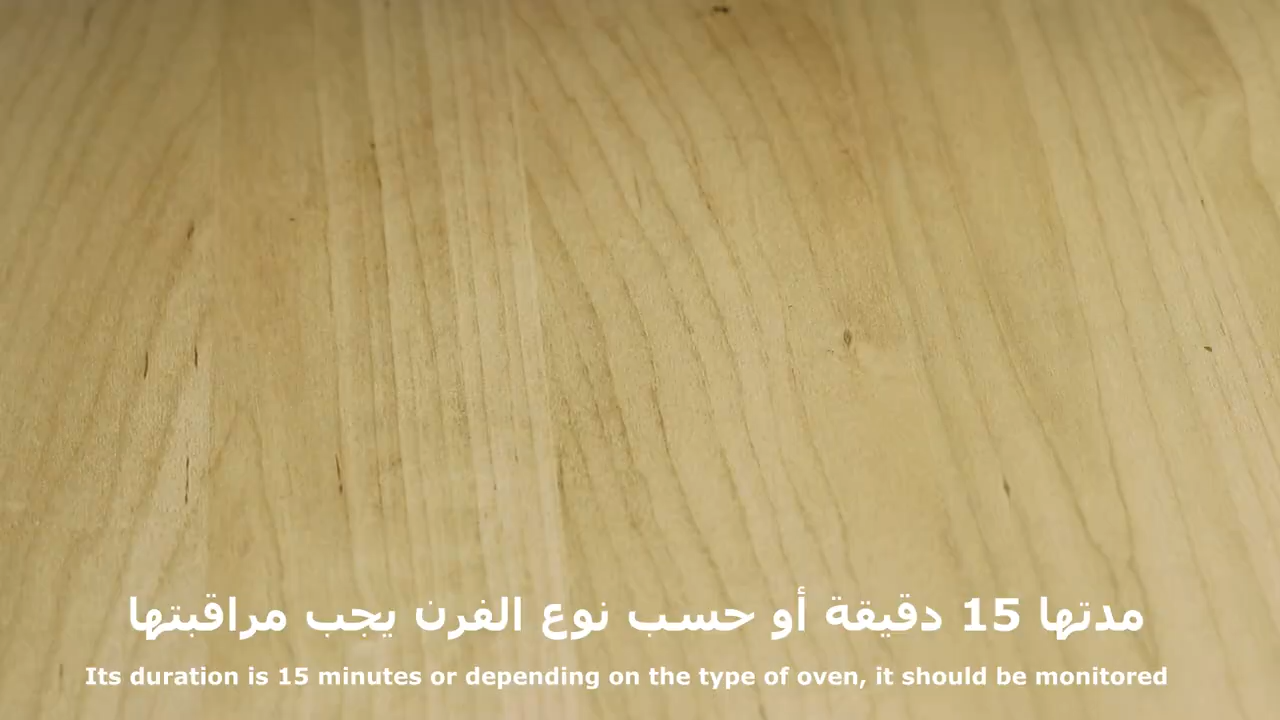 مدتها 15 دقيقة أو حسب نوع الفرن يجب مراقبتها
Its duration is 15 minutes or depending on the type of oven, it should be monitored